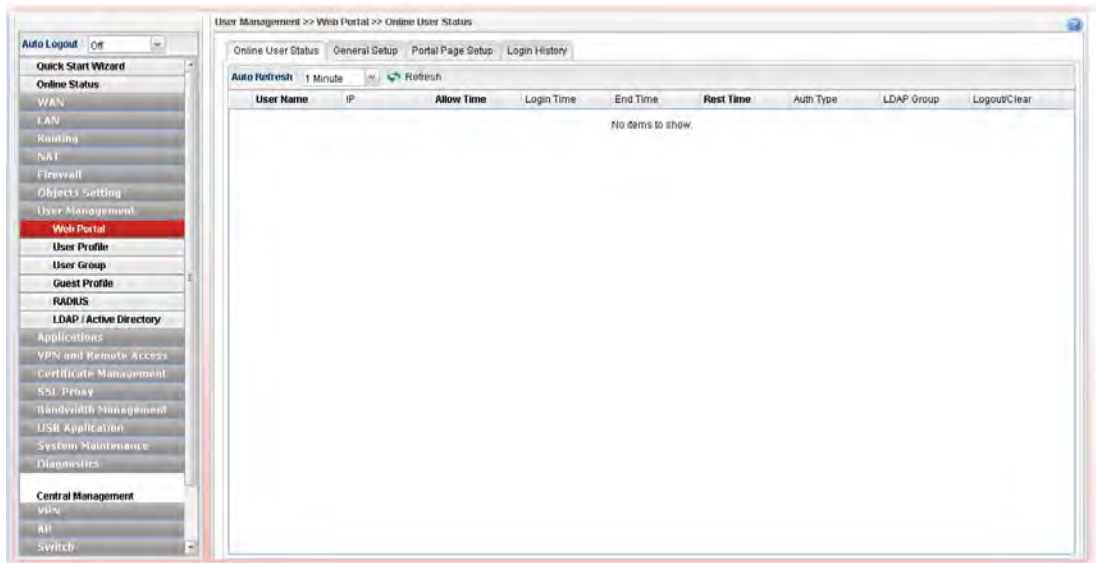 User Management >> Web Portal >> Online User Status
Auto Logout Off
Quick Start Wizard
Online Status
WAN
LAN
Routing
NAT
Firewall
Objects Setting
User Management
Web Portal
User Profile
User Group
Guest Profile
RADIUS
LDAP / Active Directory
Applications
VPN and Remote Access
Certificate Management
SSL Proxy
Bandwidth Management
USB Application
System Maintenance
Diagnostics
Central Management
VPN
AP
Switch
Online User Status General Setup Portal Page Setup Login History
Auto Refresh 1 Minute Refresh
User Name IP Allow Time Login Time End Time Rest Time Auth Type LDAP Group Logout/Clear
No items to show.